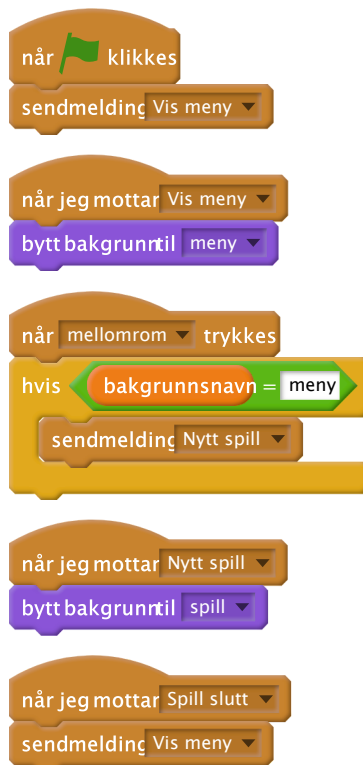 når klikkes
sendmelding Vis meny
når jeg mottar Vis meny
bytt bakgrunn til meny
når mellomrom trykkes
hvis bakgrunnsnavn = meny
sendmelding Nytt spill
når jeg mottar Nytt spill
bytt bakgrunn til spill
når jeg mottar Spill slutt
sendmelding Vis meny